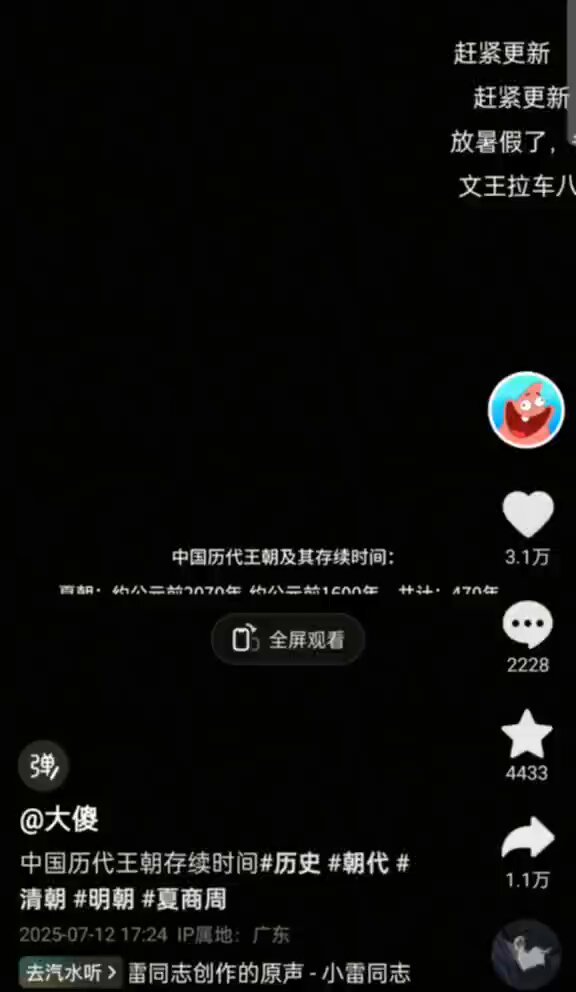 赶紧更新
赶紧更新
放暑假了，
文王拉车八
3.1万
中国历代王朝及其存续时间：
夏朝：约公元前2070年-约公元前1600年，共计：470年
全屏观看
2228
弹
4433
@大傻
中国历代王朝存续时间#历史 #朝代 #
清朝 #明朝 #夏商周
1.1万
2025-07-12 17:24 IP属地：广东
去汽水听 > 雷同志创作的原声 - 小雷同志